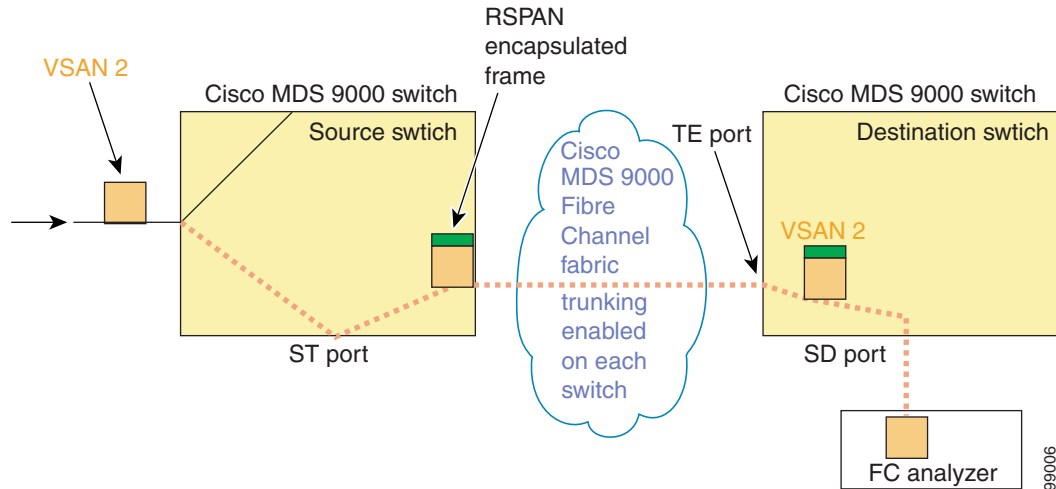 RSPAN
encapsulated
frame
VSAN 2
Cisco MDS 9000 switch
Source swtich
ST port
Cisco
MDS 9000
Fibre
Channel
fabric
trunking
enabled
on each
switch
TE port
Cisco MDS 9000 switch
Destination swtich
VSAN 2
SD port
FC analyzer
99006